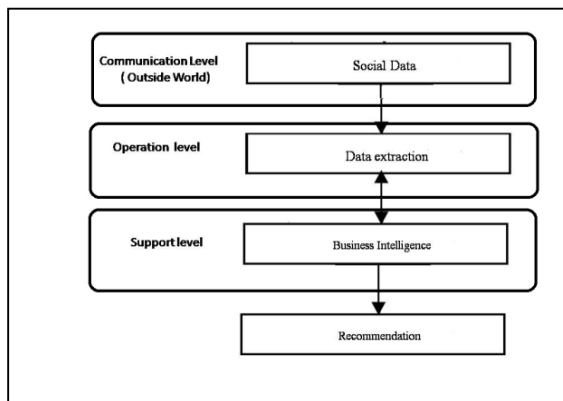 Communication Level
( Outside World)
Social Data
Operation level
Data extraction
Support level
Business Intelligence
Recommendation